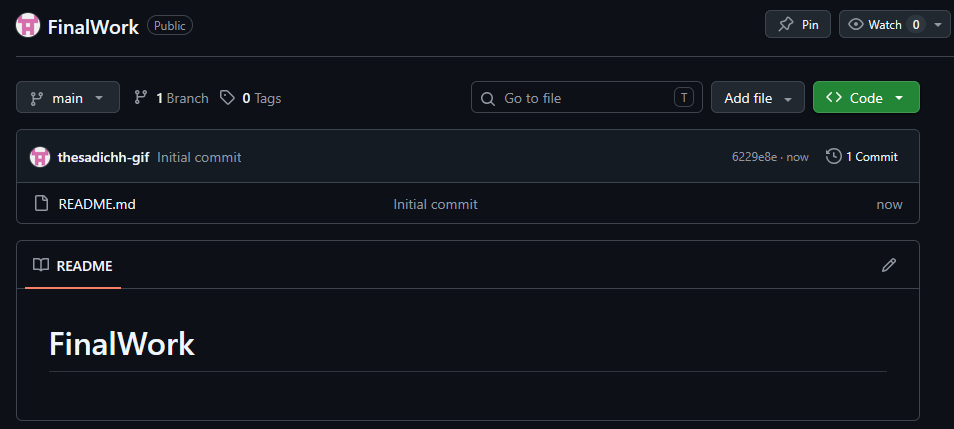 FinalWork Public Pin Watch 0
main 1 Branch 0 Tags Go to file T Add file Code
thesadichh-gif Initial commit 6229e8e · now 1 Commit
README.md Initial commit now
README
FinalWork